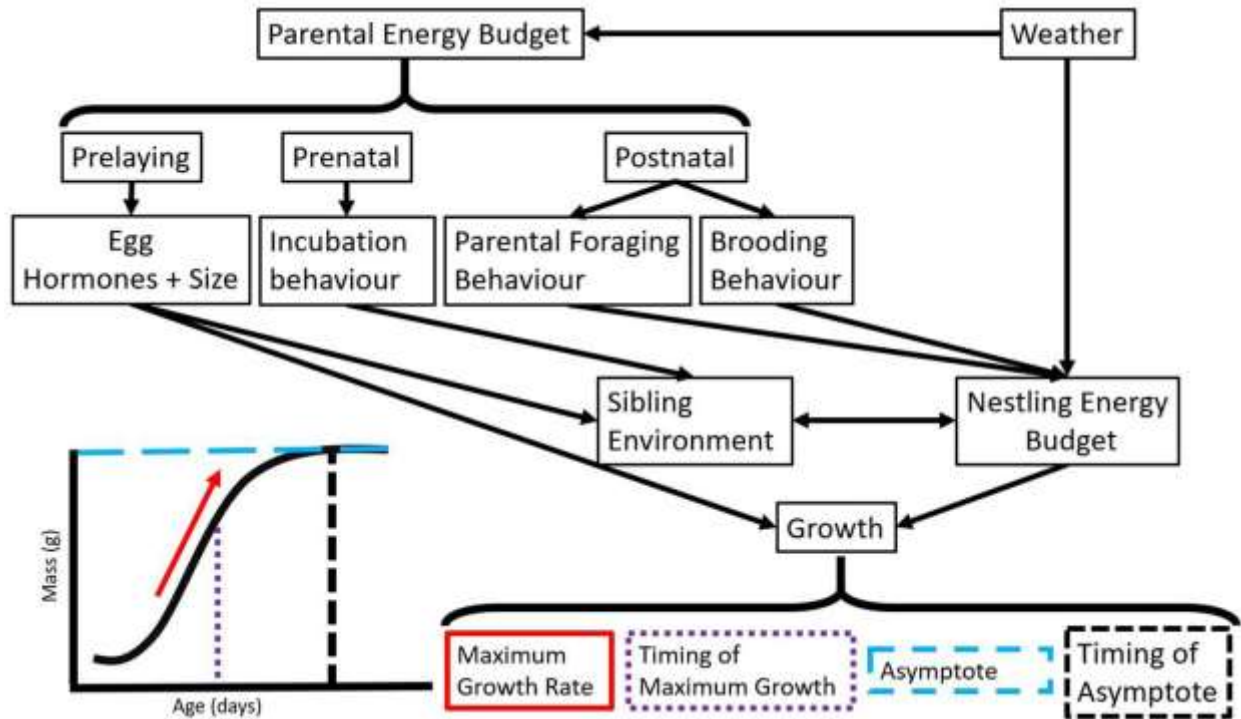 Parental Energy Budget
Weather
Prelaying
Prenatal
Postnatal
Egg
Hormones + Size
Incubation
behaviour
Parental Foraging
Behaviour
Brooding
Behaviour
Sibling
Environment
Nestling Energy
Budget
Growth
Mass (g)
Age (days)
Maximum
Growth Rate
Timing of
Maximum Growth
Asymptote
Timing of
Asymptote